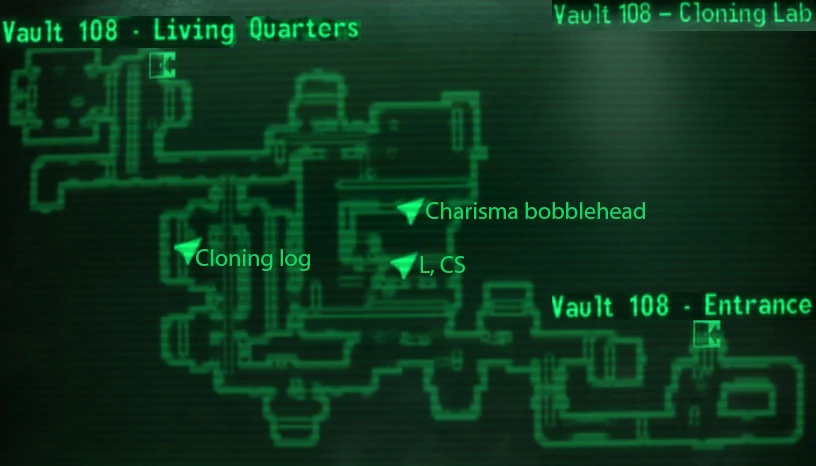 Vault 108 – Cloning Lab
Vault 108 - Living Quarters
Charisma bobblehead
Cloning log
L, CS
Vault 108 - Entrance